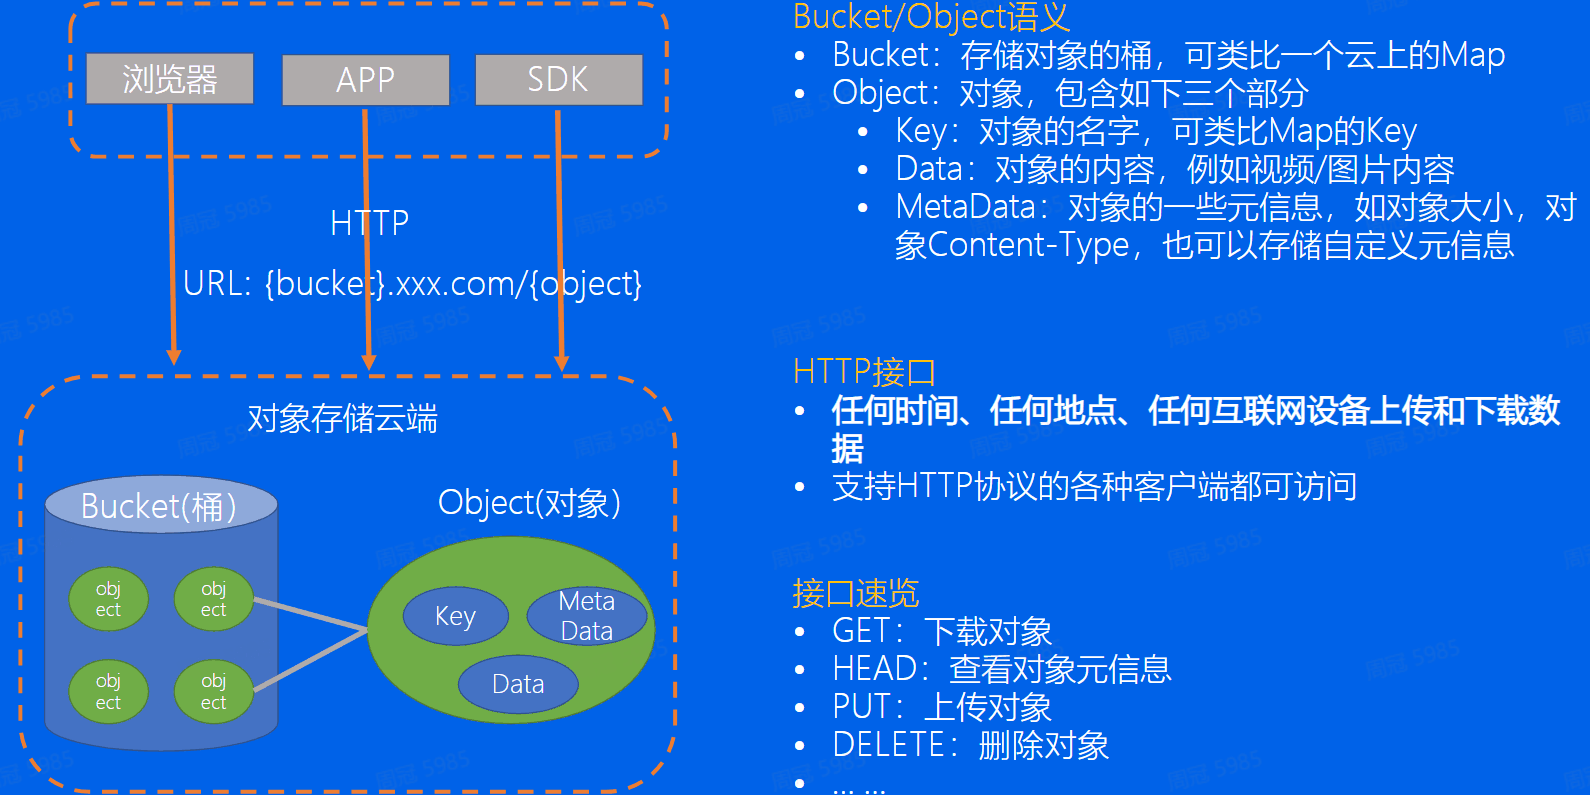 浏览器
APP
SDK
HTTP
URL: {bucket}.xxx.com/{object}
对象存储云端
Bucket(桶)
obj
ect
obj
ect
obj
ect
obj
ect
Object(对象)
Key
Meta
Data
Data
Bucket/Object语义
• Bucket：存储对象的桶，可类比一个云上的Map
• Object：对象，包含如下三个部分
• Key：对象的名字，可类比Map的Key
• Data：对象的内容，例如视频/图片内容
• MetaData：对象的一些元信息，如对象大小，对
象Content-Type，也可以存储自定义元信息
HTTP接口
• 任何时间、任何地点、任何互联网设备上传和下载数
据
• 支持HTTP协议的各种客户端都可访问
接口速览
• GET：下载对象
• HEAD：查看对象元信息
• PUT：上传对象
• DELETE：删除对象
• ... ...
周冠 5985